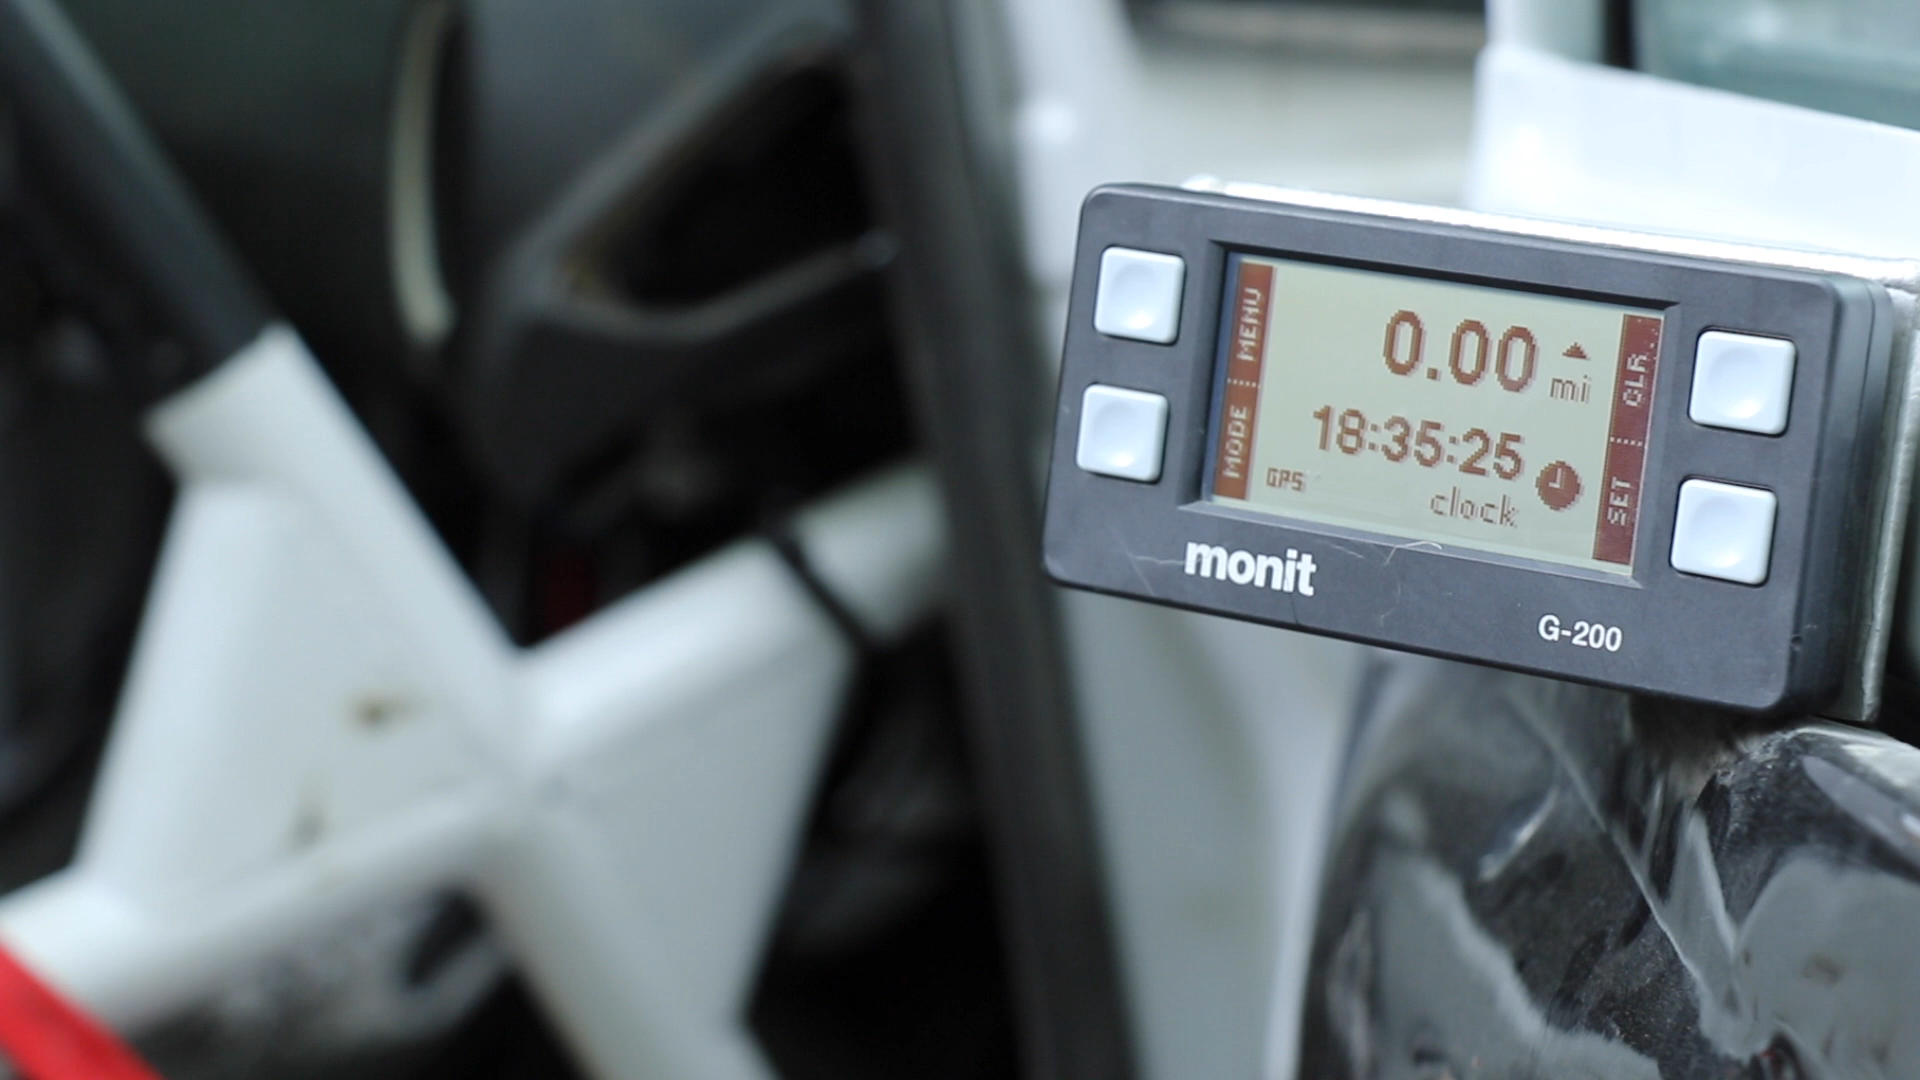 MENU
MODE
0.00 mi
18:35:25
GPS
clock
CLR
SET
monit
G-200